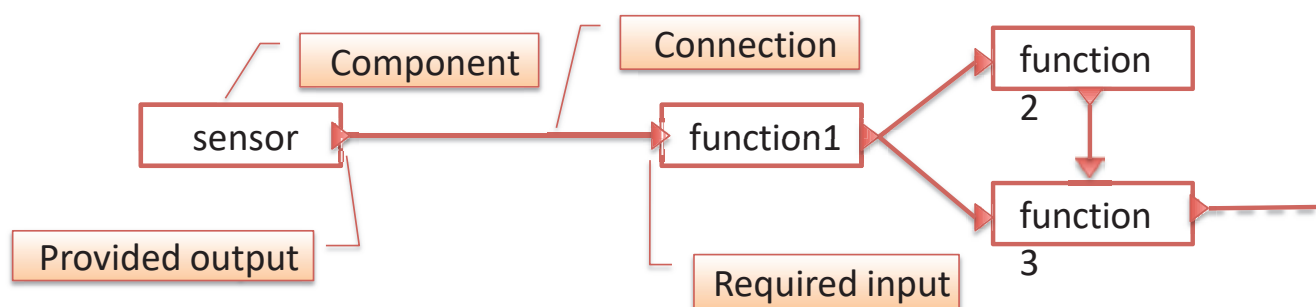 Component
Connection
function
2
sensor
function1
function
3
Provided output
Required input